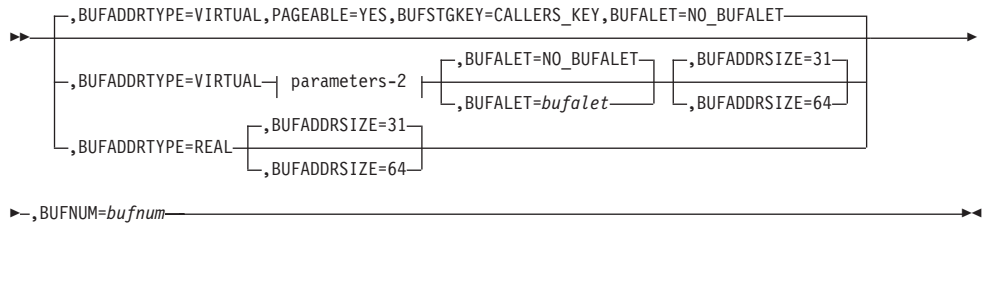 ,BUFADDRTYPE=VIRTUAL,PAGEABLE=YES,BUFSTGKEY=CALLERS_KEY,BUFALET=NO_BUFALET
,BUFALET=NO_BUFALET ,BUFADDRSIZE=31
,BUFADDRTYPE=VIRTUAL parameters-2
,BUFALET=bufalet ,BUFADDRSIZE=64
,BUFADDRSIZE=31
,BUFADDRTYPE=REAL
,BUFADDRSIZE=64
,BUFNUM=bufnum